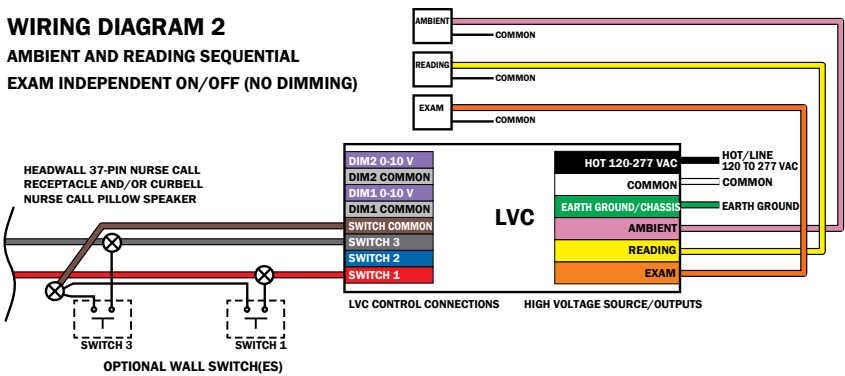 WIRING DIAGRAM 2
AMBIENT AND READING SEQUENTIAL
EXAM INDEPENDENT ON/OFF (NO DIMMING)
AMBIENT
COMMON
READING
COMMON
EXAM
COMMON
HEADWALL 37-PIN NURSE CALL
RECEPTACLE AND/OR CURBELL
NURSE CALL PILLOW SPEAKER
DIM2 0-10 V
DIM2 COMMON
DIM1 0-10 V
DIM1 COMMON
SWITCH COMMON
SWITCH 3
SWITCH 2
SWITCH 1
LVC
HOT 120-277 VAC
COMMON
EARTH GROUND/CHASSIS
AMBIENT
READING
EXAM
HOT/LINE
120 TO 277 VAC
COMMON
EARTH GROUND
LVC CONTROL CONNECTIONS
HIGH VOLTAGE SOURCE/OUTPUTS
SWITCH 3
SWITCH 1
OPTIONAL WALL SWITCH(ES)